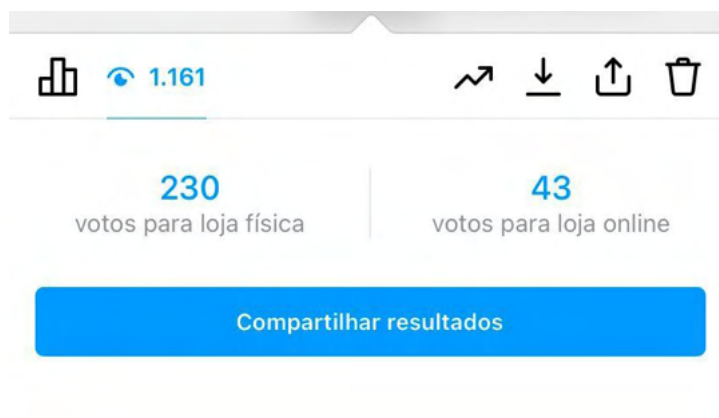 1.161
230
votos para loja física
43
votos para loja online
Compartilhar resultados